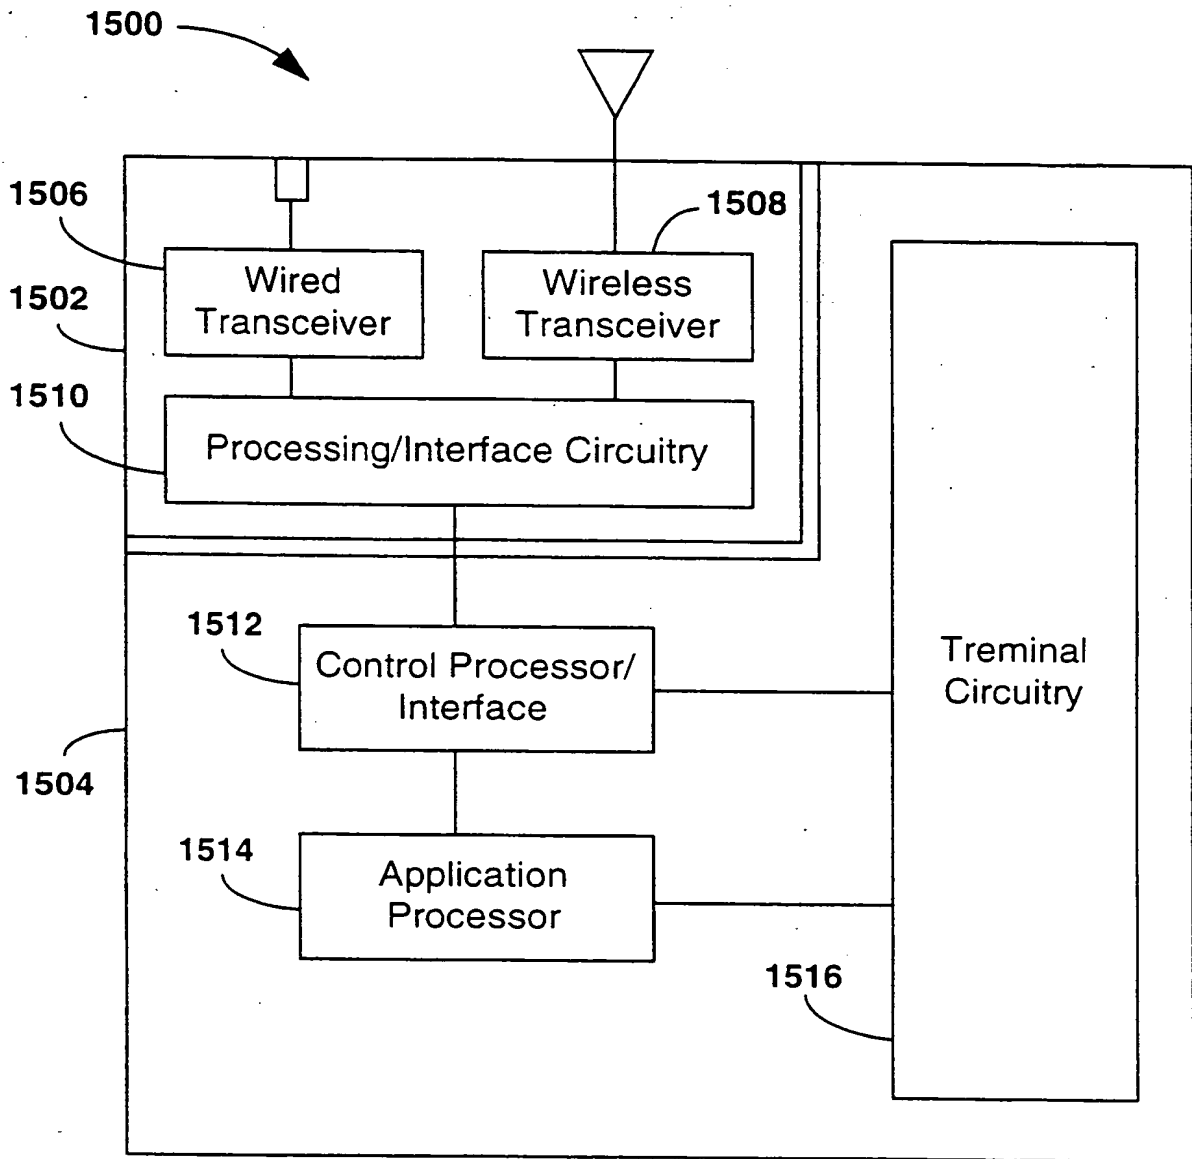 1500
1506
1508
Wired
Transceiver
Wireless
Transceiver
1502
1510
Processing/Interface Circuitry
1512
Control Processor/
Interface
Treminal
Circuitry
1504
1514
Application
Processor
1516